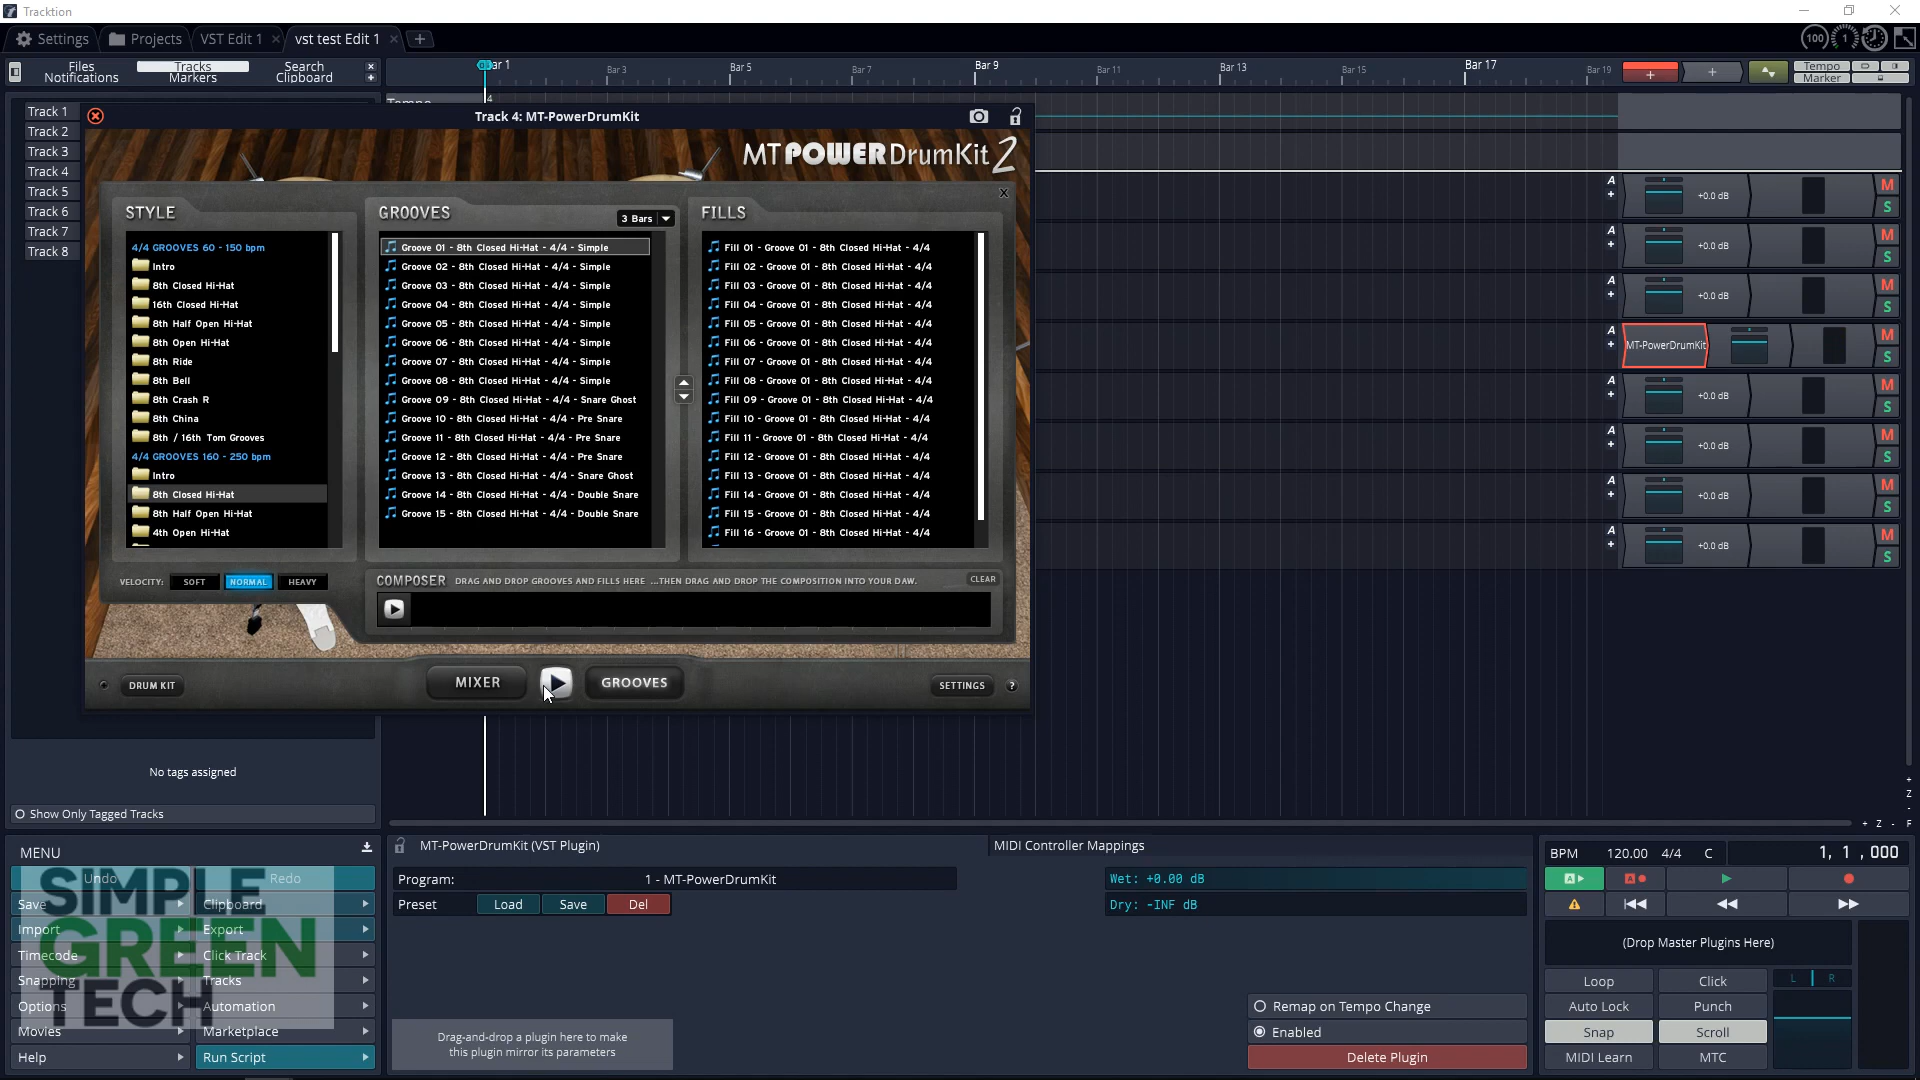 Tracktion
Settings
Projects
VST Edit 1
vst test Edit 1
100
1
Files
Notifications
Tracks
Markers
Search
Clipboard
Bar 1
Bar 3
Bar 5
Bar 7
Bar 9
Bar 11
Bar 13
Bar 15
Bar 17
Bar 19
Tempo
Marker
Tempo
4
Track 1
Track 2
Track 3
Track 4
Track 5
Track 6
Track 7
Track 8
Track 4: MT-PowerDrumKit
MT POWER DrumKit 2
STYLE
4/4 GROOVES 60 - 150 bpm
Intro
8th Closed Hi-Hat
16th Closed Hi-Hat
8th Half Open Hi-Hat
8th Open Hi-Hat
8th Ride
8th Bell
8th Crash R
8th China
8th / 16th Tom Grooves
4/4 GROOVES 160 - 250 bpm
Intro
8th Closed Hi-Hat
8th Half Open Hi-Hat
4th Open Hi-Hat
GROOVES
3 Bars
Groove 01 - 8th Closed Hi-Hat - 4/4 - Simple
Groove 02 - 8th Closed Hi-Hat - 4/4 - Simple
Groove 03 - 8th Closed Hi-Hat - 4/4 - Simple
Groove 04 - 8th Closed Hi-Hat - 4/4 - Simple
Groove 05 - 8th Closed Hi-Hat - 4/4 - Simple
Groove 06 - 8th Closed Hi-Hat - 4/4 - Simple
Groove 07 - 8th Closed Hi-Hat - 4/4 - Simple
Groove 08 - 8th Closed Hi-Hat - 4/4 - Simple
Groove 09 - 8th Closed Hi-Hat - 4/4 - Snare Ghost
Groove 10 - 8th Closed Hi-Hat - 4/4 - Pre Snare
Groove 11 - 8th Closed Hi-Hat - 4/4 - Pre Snare
Groove 12 - 8th Closed Hi-Hat - 4/4 - Pre Snare
Groove 13 - 8th Closed Hi-Hat - 4/4 - Snare Ghost
Groove 14 - 8th Closed Hi-Hat - 4/4 - Double Snare
Groove 15 - 8th Closed Hi-Hat - 4/4 - Double Snare
FILLS
Fill 01 - Groove 01 - 8th Closed Hi-Hat - 4/4
Fill 02 - Groove 01 - 8th Closed Hi-Hat - 4/4
Fill 03 - Groove 01 - 8th Closed Hi-Hat - 4/4
Fill 04 - Groove 01 - 8th Closed Hi-Hat - 4/4
Fill 05 - Groove 01 - 8th Closed Hi-Hat - 4/4
Fill 06 - Groove 01 - 8th Closed Hi-Hat - 4/4
Fill 07 - Groove 01 - 8th Closed Hi-Hat - 4/4
Fill 08 - Groove 01 - 8th Closed Hi-Hat - 4/4
Fill 09 - Groove 01 - 8th Closed Hi-Hat - 4/4
Fill 10 - Groove 01 - 8th Closed Hi-Hat - 4/4
Fill 11 - Groove 01 - 8th Closed Hi-Hat - 4/4
Fill 12 - Groove 01 - 8th Closed Hi-Hat - 4/4
Fill 13 - Groove 01 - 8th Closed Hi-Hat - 4/4
Fill 14 - Groove 01 - 8th Closed Hi-Hat - 4/4
Fill 15 - Groove 01 - 8th Closed Hi-Hat - 4/4
Fill 16 - Groove 01 - 8th Closed Hi-Hat - 4/4
VELOCITY: SOFT NORMAL HEAVY
COMPOSER DRAG AND DROP GROOVES AND FILLS HERE ...THEN DRAG AND DROP THE COMPOSITION INTO YOUR DAW. CLEAR
DRUM KIT
MIXER
GROOVES
SETTINGS
?
A +0.0 dB M S
A +0.0 dB M S
A +0.0 dB M S
A MT-PowerDrumKit M S
A +0.0 dB M S
A +0.0 dB M S
A +0.0 dB M S
A +0.0 dB M S
No tags assigned
Show Only Tagged Tracks
+ Z - F
MENU
Undo Redo
Save Clipboard
Import Export
Timecode Click Track
Snapping Tracks
Options Automation
Movies Marketplace
Help Run Script
SIMPLE
GREEN
TECH
MT-PowerDrumKit (VST Plugin)
Program: 1 - MT-PowerDrumKit
Preset Load Save Del
Drag-and-drop a plugin here to make
this plugin mirror its parameters
MIDI Controller Mappings
Wet: +0.00 dB
Dry: -INF dB
Remap on Tempo Change
Enabled
Delete Plugin
BPM 120.00 4/4 C 1, 1 , 000
(Drop Master Plugins Here)
Loop Click L R
Auto Lock Punch
Snap Scroll
MIDI Learn MTC